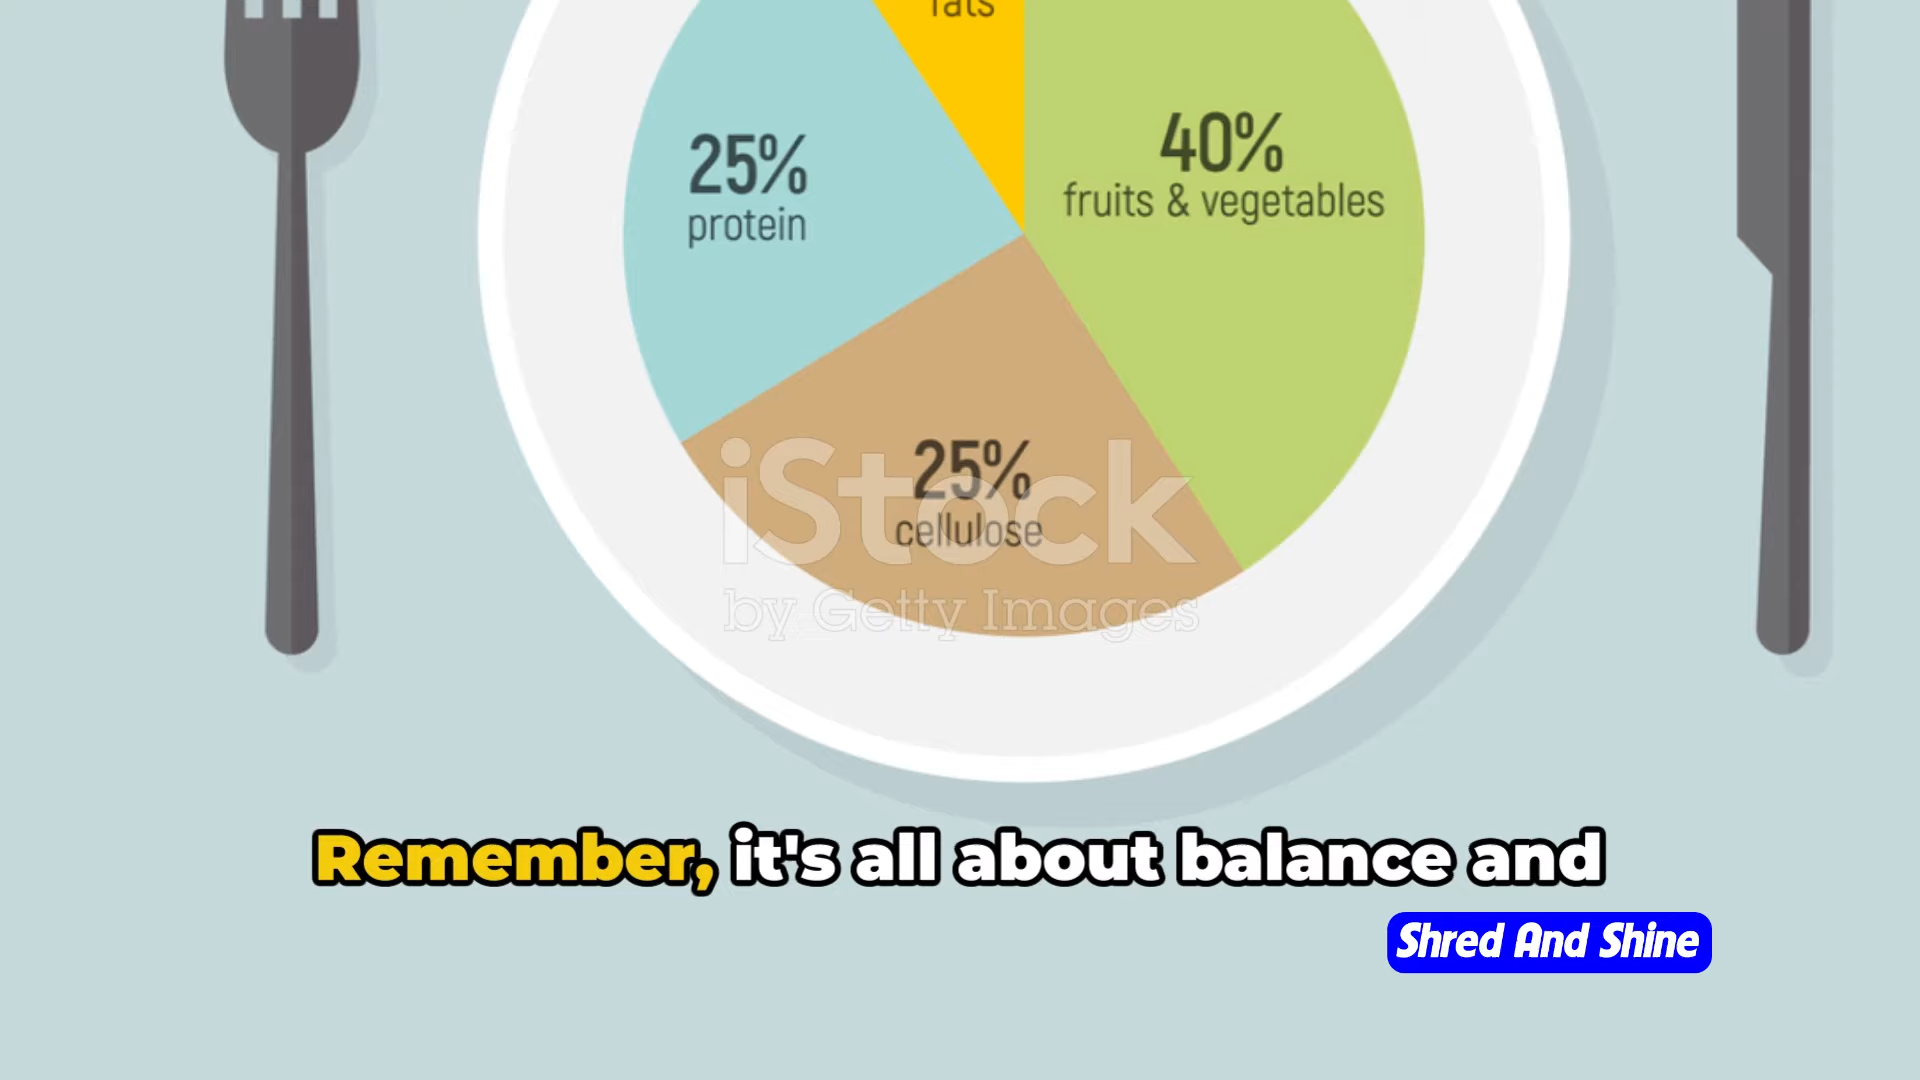 fats
25%
protein
40%
fruits & vegetables
25%
cellulose
iStock
by Getty Images
Remember, it's all about balance and
Shred And Shine